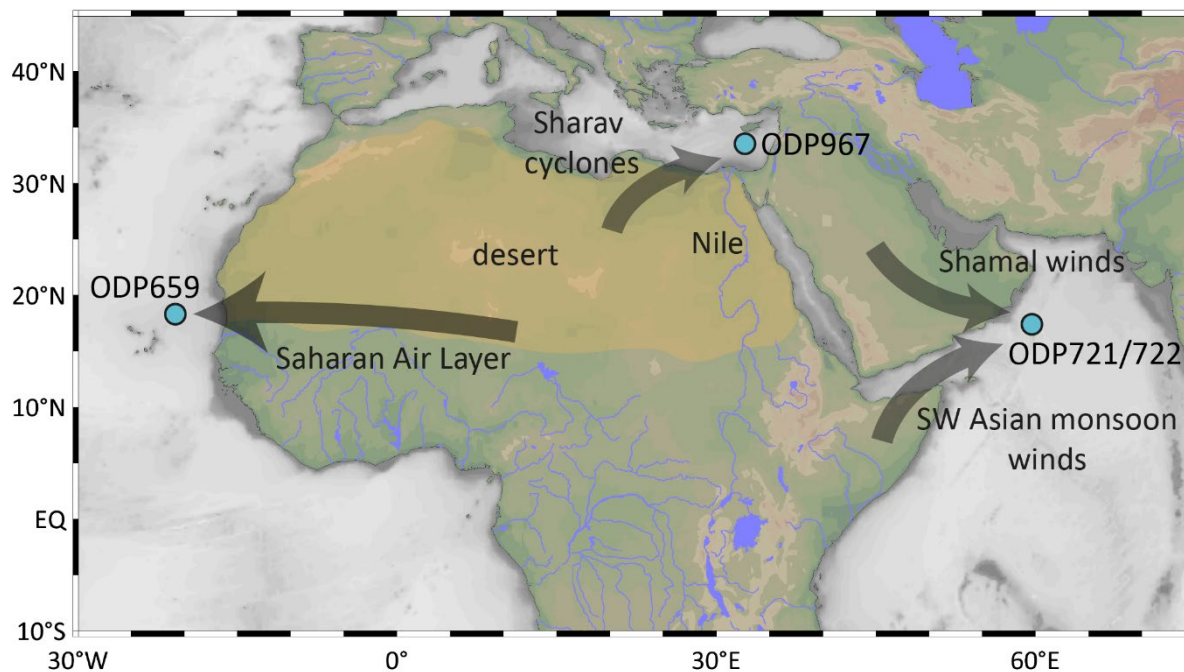 40°N
30°N
20°N
10°N
EQ
10°S
30°W
0°
30°E
60°E
Sharav
cyclones
ODP967
desert
Nile
Shamal winds
ODP659
Saharan Air Layer
ODP721/722
SW Asian monsoon
winds